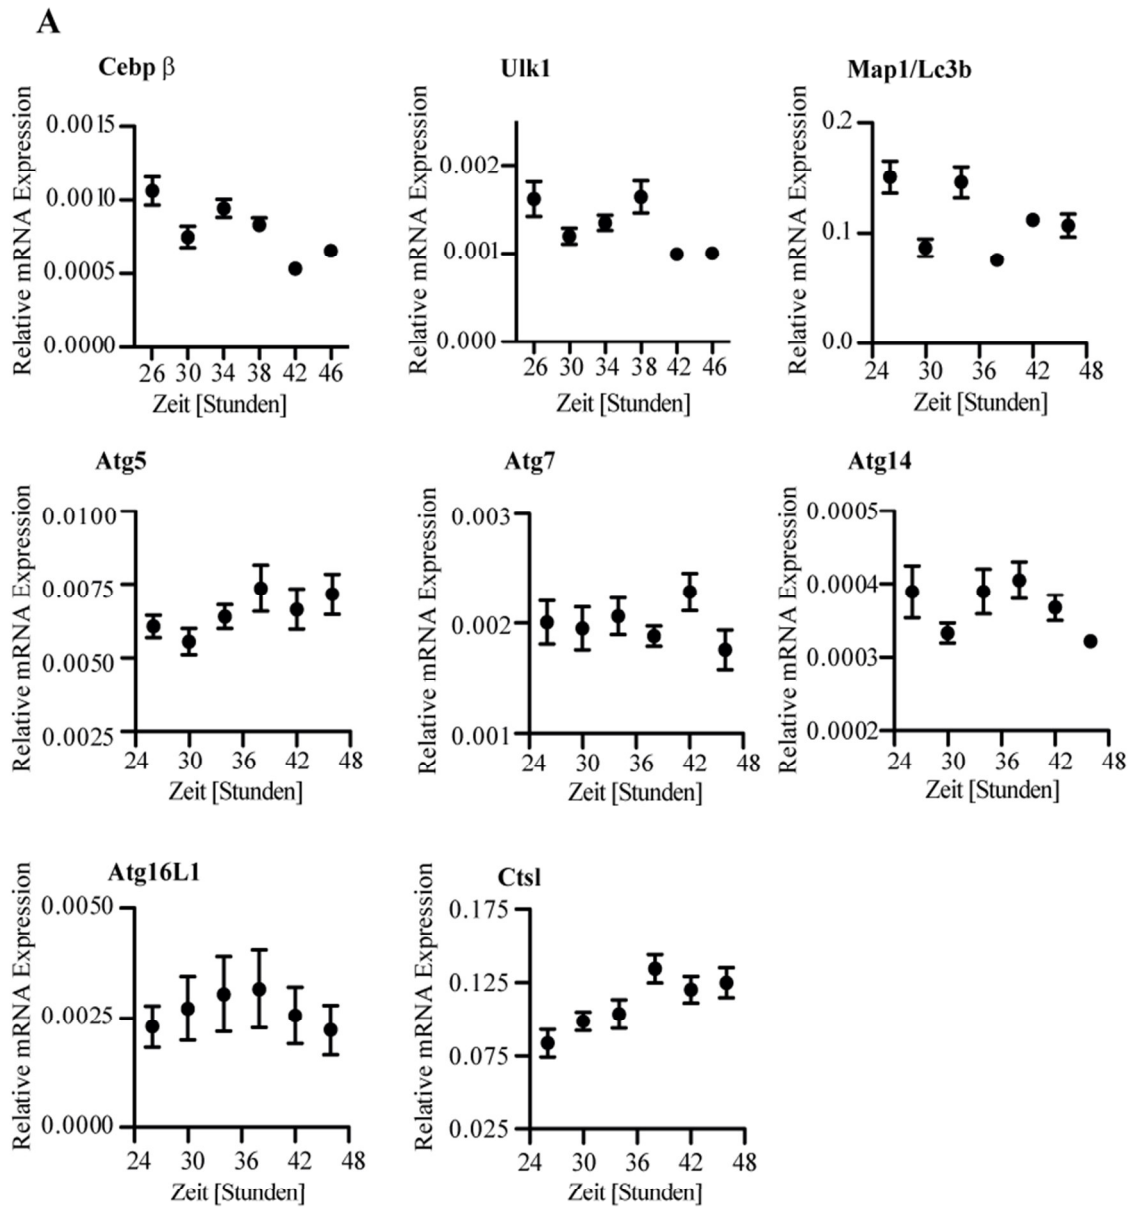 A
Cebp β
Relative mRNA Expression
0.0015
0.0010
0.0005
0.0000
26 30 34 38 42 46
Zeit [Stunden]
Ulk1
Relative mRNA Expression
0.002
0.001
0.000
26 30 34 38 42 46
Zeit [Stunden]
Map1/Lc3b
Relative mRNA Expression
0.2
0.1
0.0
24 30 36 42 48
Zeit [Stunden]
Atg5
Relative mRNA Expression
0.0100
0.0075
0.0050
0.0025
24 30 36 42 48
Zeit [Stunden]
Atg7
Relative mRNA Expression
0.003
0.002
0.001
24 30 36 42 48
Zeit [Stunden]
Atg14
Relative mRNA Expression
0.0005
0.0004
0.0003
0.0002
24 30 36 42 48
Zeit [Stunden]
Atg16L1
Relative mRNA Expression
0.0050
0.0025
0.0000
24 30 36 42 48
Zeit [Stunden]
Ctsl
Relative mRNA Expression
0.175
0.125
0.075
0.025
24 30 36 42 48
Zeit [Stunden]